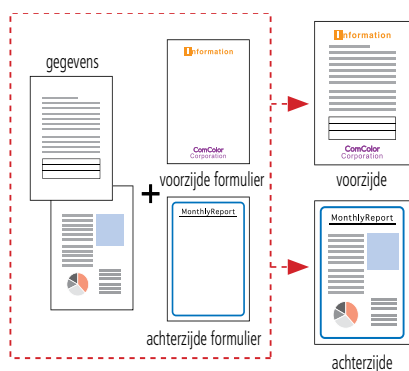 gegevens
Information
ComColor
Corporation
voorzijde formulier
MonthlyReport
achterzijde formulier
Information
ComColor
Corporation
voorzijde
MonthlyReport
achterzijde